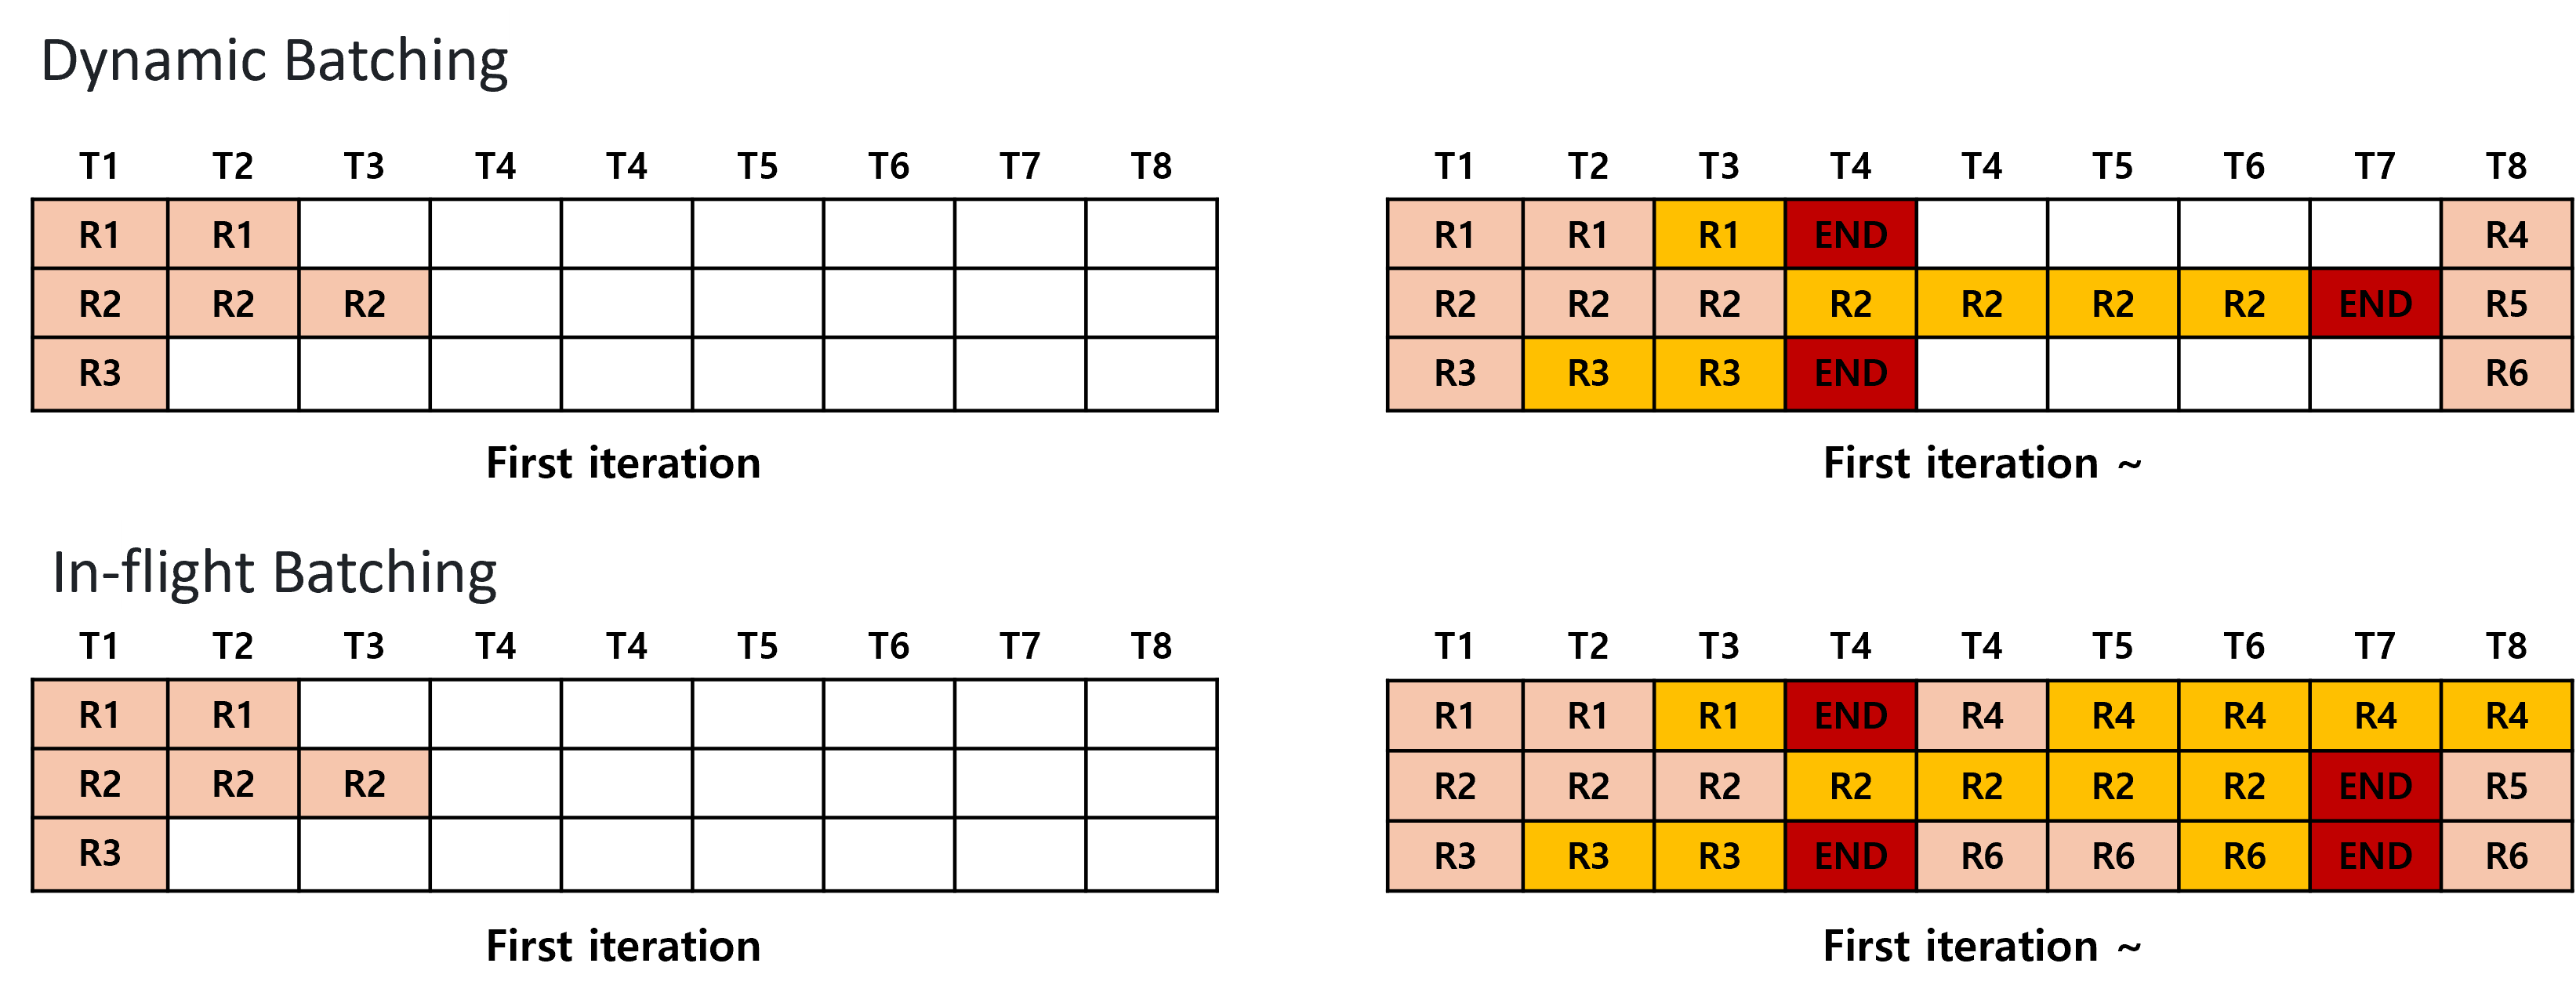 Dynamic Batching
T1 T2 T3 T4 T4 T5 T6 T7 T8
R1 R1
R2 R2 R2
R3
First iteration
T1 T2 T3 T4 T4 T5 T6 T7 T8
R1 R1 R1 END R4
R2 R2 R2 R2 R2 R2 R2 END R5
R3 R3 R3 END R6
First iteration ~
In-flight Batching
T1 T2 T3 T4 T4 T5 T6 T7 T8
R1 R1
R2 R2 R2
R3
First iteration
T1 T2 T3 T4 T4 T5 T6 T7 T8
R1 R1 R1 END R4 R4 R4 R4 R4
R2 R2 R2 R2 R2 R2 R2 END R5
R3 R3 R3 END R6 R6 R6 END R6
First iteration ~